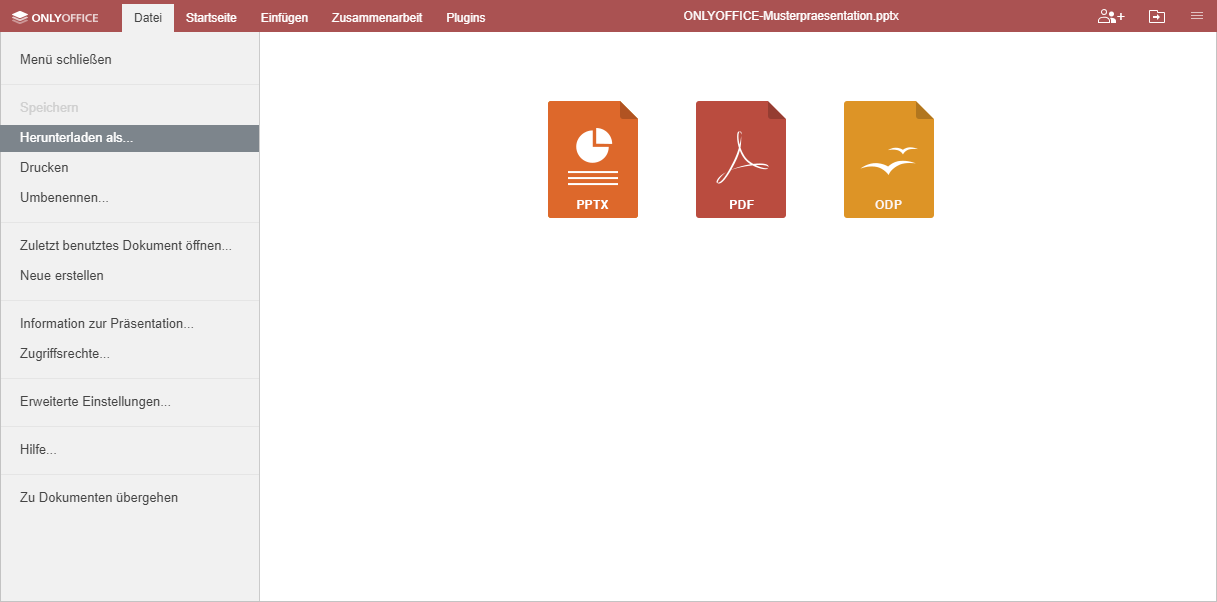 ONLYOFFICE Datei Startseite Einfügen Zusammenarbeit Plugins ONLYOFFICE-Musterpraesentation.pptx
Menü schließen
Speichern
Herunterladen als...
Drucken
Umbenennen...
Zuletzt benutztes Dokument öffnen...
Neue erstellen
Information zur Präsentation...
Zugriffsrechte...
Erweiterte Einstellungen...
Hilfe...
Zu Dokumenten übergehen
PPTX PDF ODP